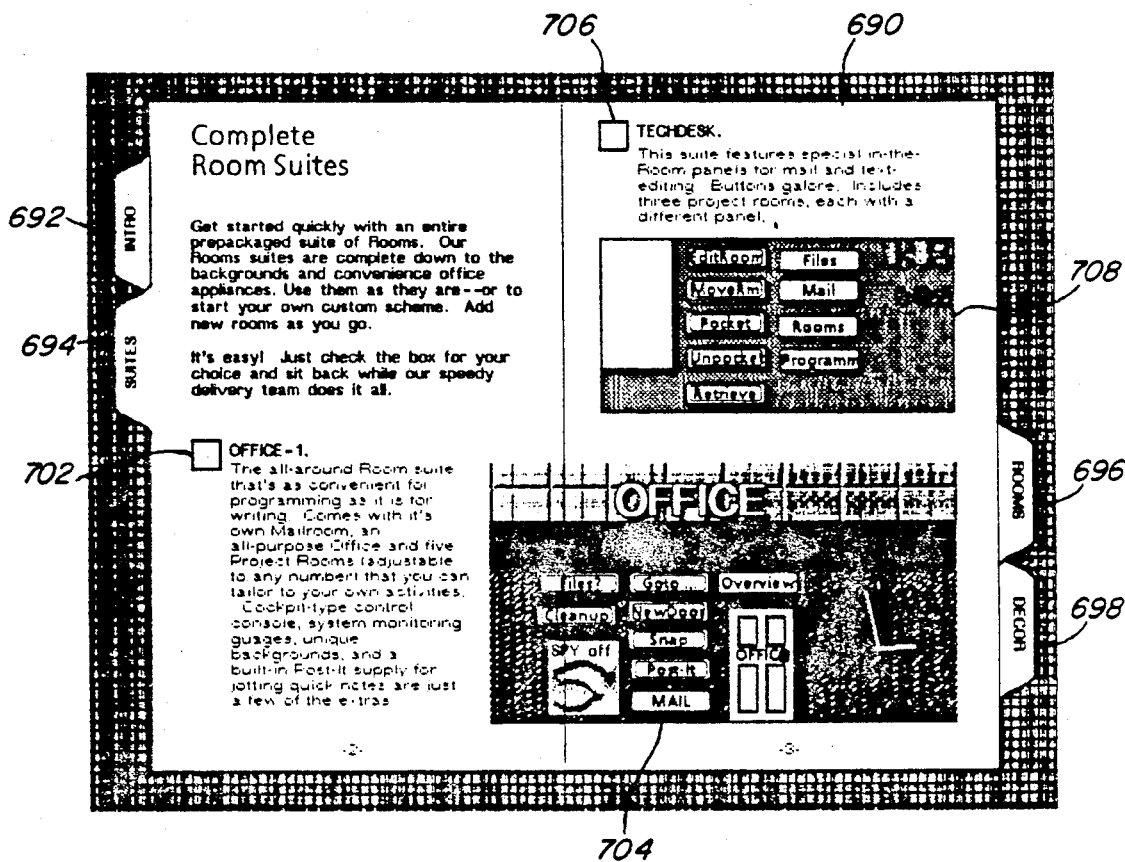 706
690
Complete
Room Suites
692
INTRO
Get started quickly with an entire
prepackaged suite of Rooms. Our
Rooms suites are complete down to the
backgrounds and convenience office
appliances. Use them as they are--or to
start your own custom scheme. Add
new rooms as you go.
694
SUITES
It's easy! Just check the box for your
choice and sit back while our speedy
delivery team does it all.
702
OFFICE-1.
The all-around Room suite
that's as convenient for
programming as it is for
writing. Comes with it's
own Mailroom, an
all-purpose Office and five
Project Rooms (adjustable
to any number) that you can
tailor to your own activities.
Cockpit-type control
console, system monitoring
guages, unique
backgrounds, and a
built-in Post-It supply for
jotting quick notes are just
a few of the extras
-2-
TECHDESK.
This suite features special in-the-
Room panels for mail and text-
editing. Buttons galore. Includes
three project rooms, each with a
different panel.
EditRoom
Files
MoveRm
Mail
Pocket
Rooms
Unpocket
Programm
Retrieve
708
OFFICE
Files?
Goto ...
Overview
Cleanup
NewDoor
Snap
SPY off
Post-It
OFFICE
MAIL
-3-
ROOMS
696
DECOR
698
704